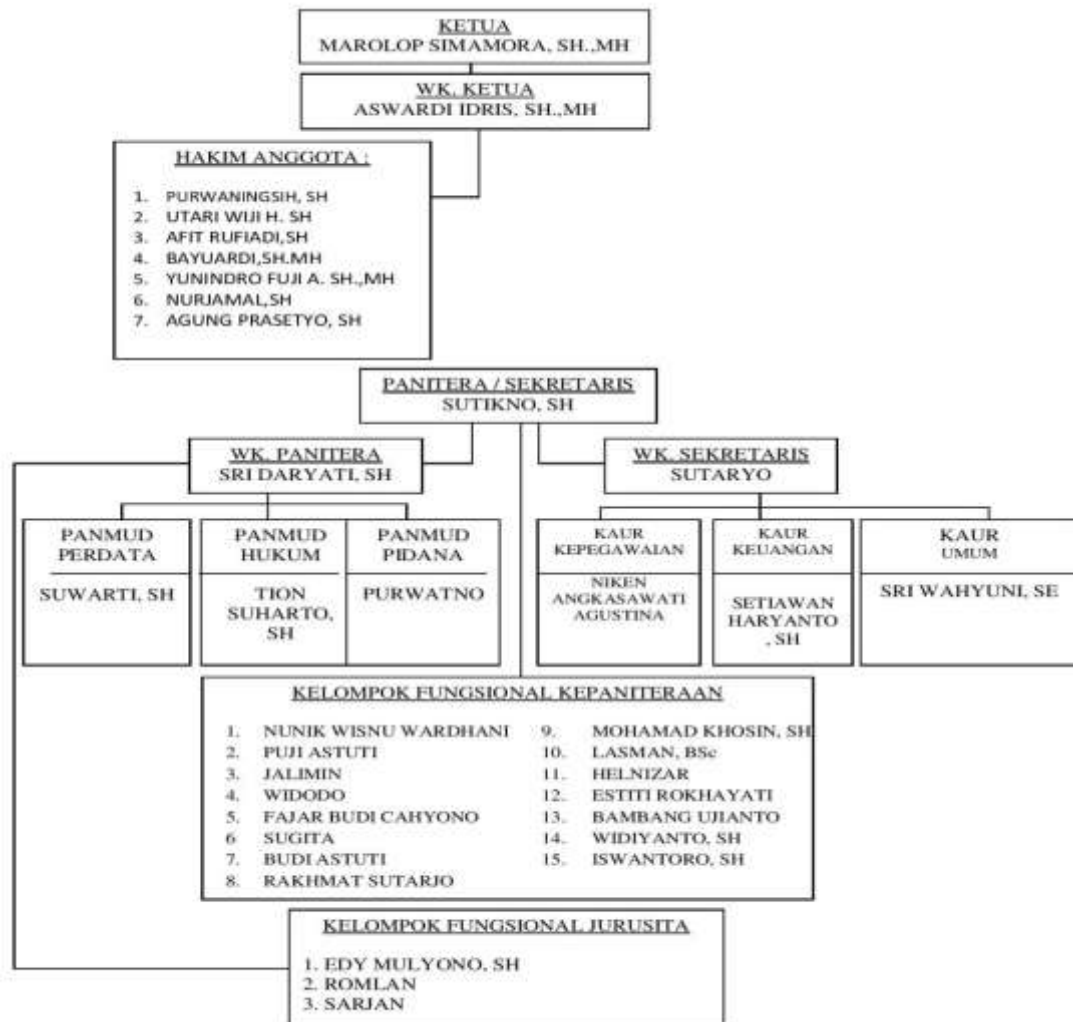 KETUA
MAROLOP SIMAMORA, SH.,MH
WK. KETUA
ASWARDI IDRIS, SH.,MH
HAKIM ANGGOTA :
1. PURWANINGSIH, SH
2. UTARI WIJI H. SH
3. AFIT RUFIADI,SH
4. BAYUARDI,SH.MH
5. YUNINDRO FUJI A. SH.,MH
6. NURJAMAL,SH
7. AGUNG PRASETYO, SH
PANITERA / SEKRETARIS
SUTIKNO, SH
WK. PANITERA
SRI DARYATI, SH
WK. SEKRETARIS
SUTARYO
PANMUD
PERDATA
SUWARTI, SH
PANMUD
HUKUM
TION
SUHARTO,
SH
PANMUD
PIDANA
PURWATNO
KAUR
KEPEGAWAIAN
NIKEN
ANGKASAWATI
AGUSTINA
KAUR
KEUANGAN
SETIAWAN
HARYANTO
, SH
KAUR
UMUM
SRI WAHYUNI, SE
KELOMPOK FUNGSIONAL KEPANITERAAN
1. NUNIK WISNU WARDHANI
2. PUJI ASTUTI
3. JALIMIN
4. WIDODO
5. FAJAR BUDI CAHYONO
6 SUGITA
7. BUDI ASTUTI
8. RAKHMAT SUTARJO
9. MOHAMAD KHOSIN, SH
10. LASMAN, BSc
11. HELNIZAR
12. ESTITI ROKHAYATI
13. BAMBANG UJIANTO
14. WIDIYANTO, SH
15. ISWANTORO, SH
KELOMPOK FUNGSIONAL JURUSITA
1. EDY MULYONO, SH
2. ROMLAN
3. SARJAN